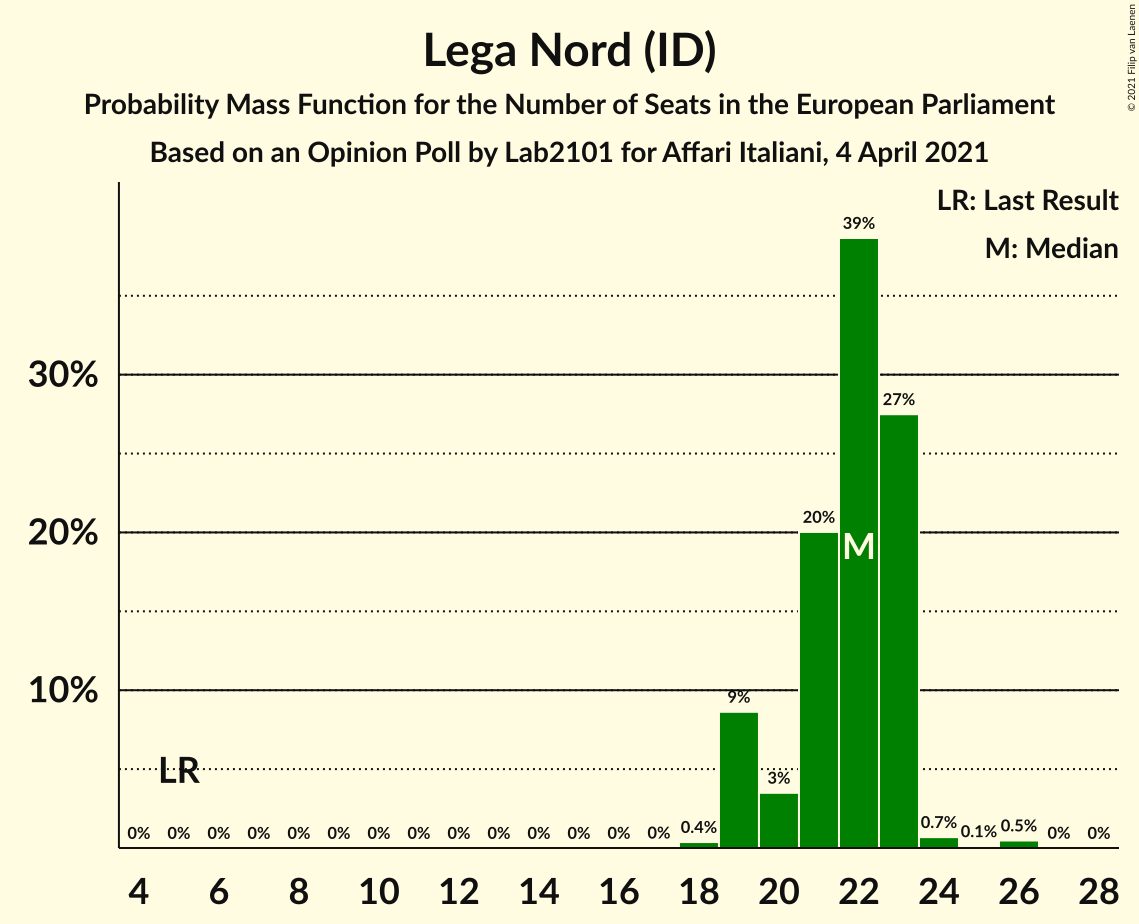 Lega Nord (ID)
Probability Mass Function for the Number of Seats in the European Parliament
Based on an Opinion Poll by Lab2101 for Affari Italiani, 4 April 2021
© 2021 Filip van Laenen
LR: Last Result
M: Median
39%
30%
27%
20%
20%
M
10%
9%
LR
3%
0% 0% 0% 0% 0% 0% 0% 0% 0% 0% 0% 0% 0% 0% 0.4% 0.7% 0.1% 0.5% 0% 0%
4 6 8 10 12 14 16 18 20 22 24 26 28